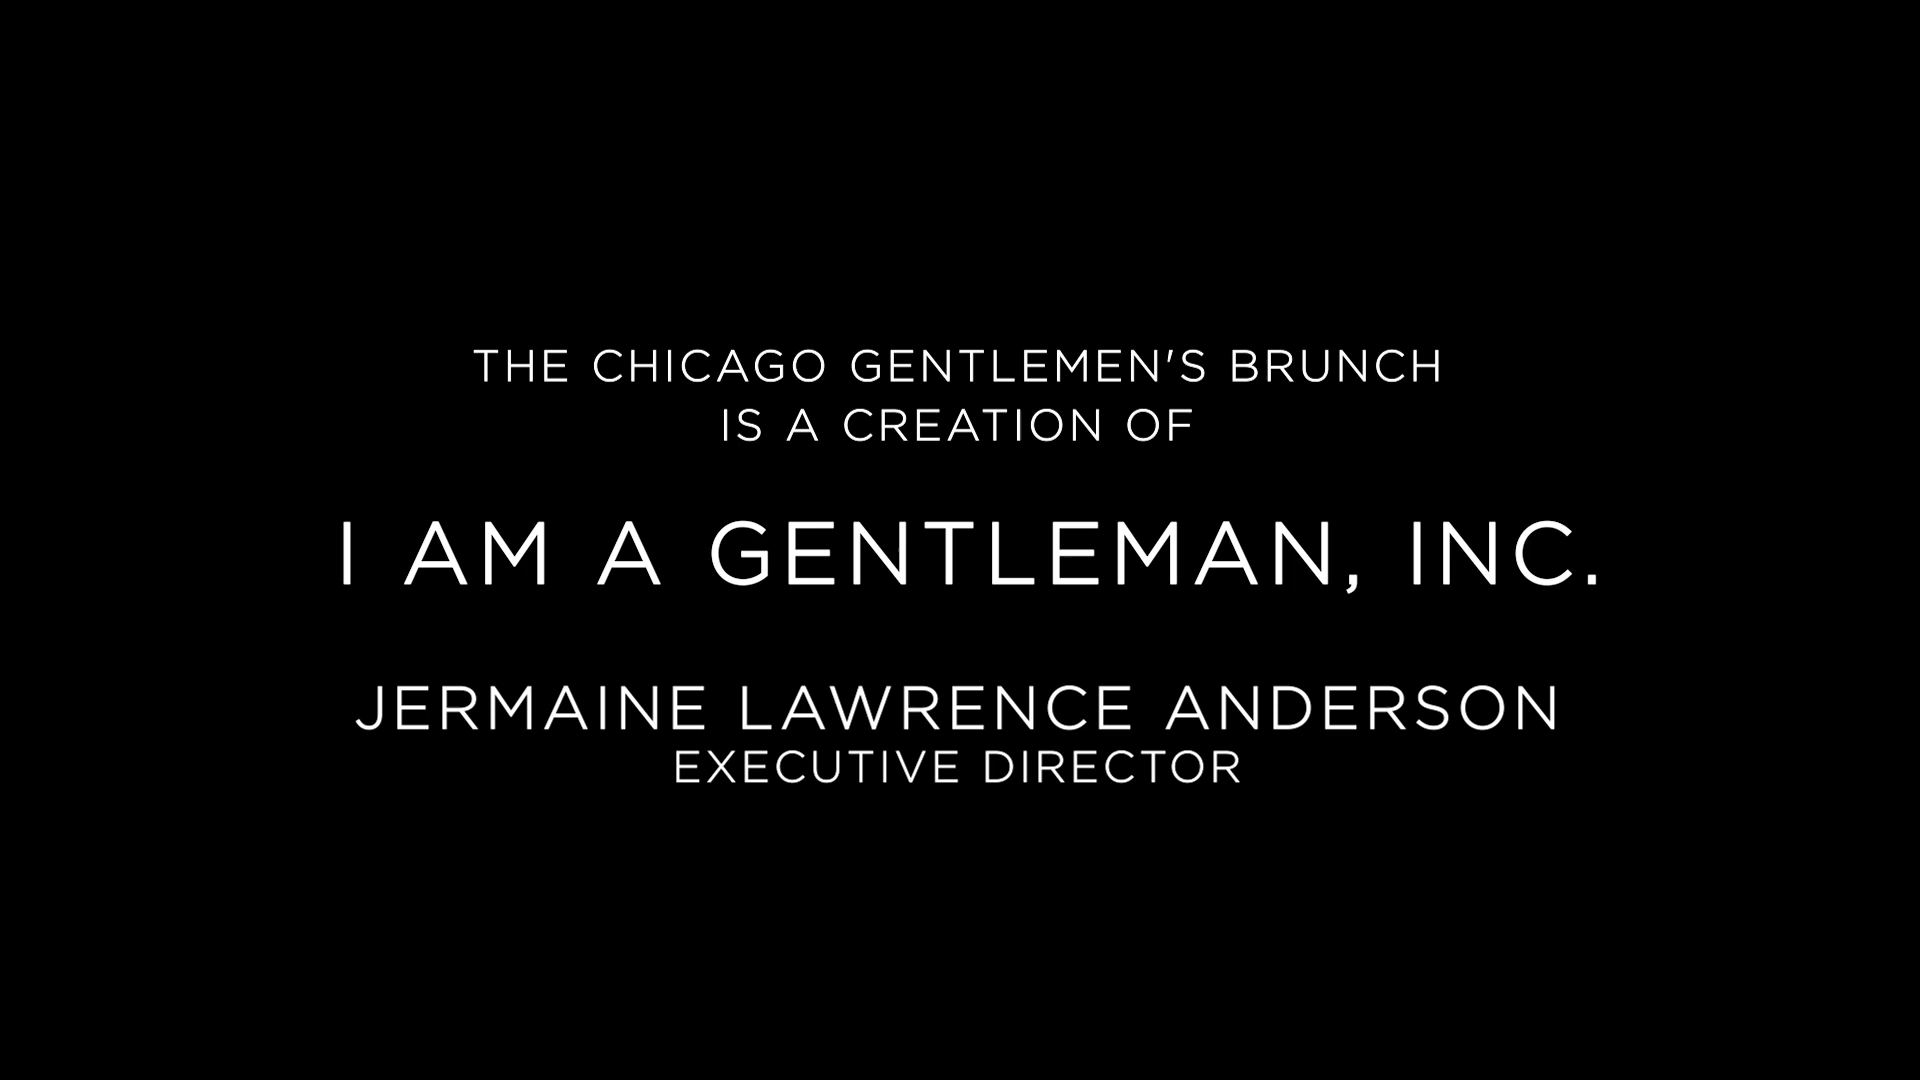 THE CHICAGO GENTLEMEN'S BRUNCH
IS A CREATION OF
I AM A GENTLEMAN, INC.
JERMAINE LAWRENCE ANDERSON
EXECUTIVE DIRECTOR